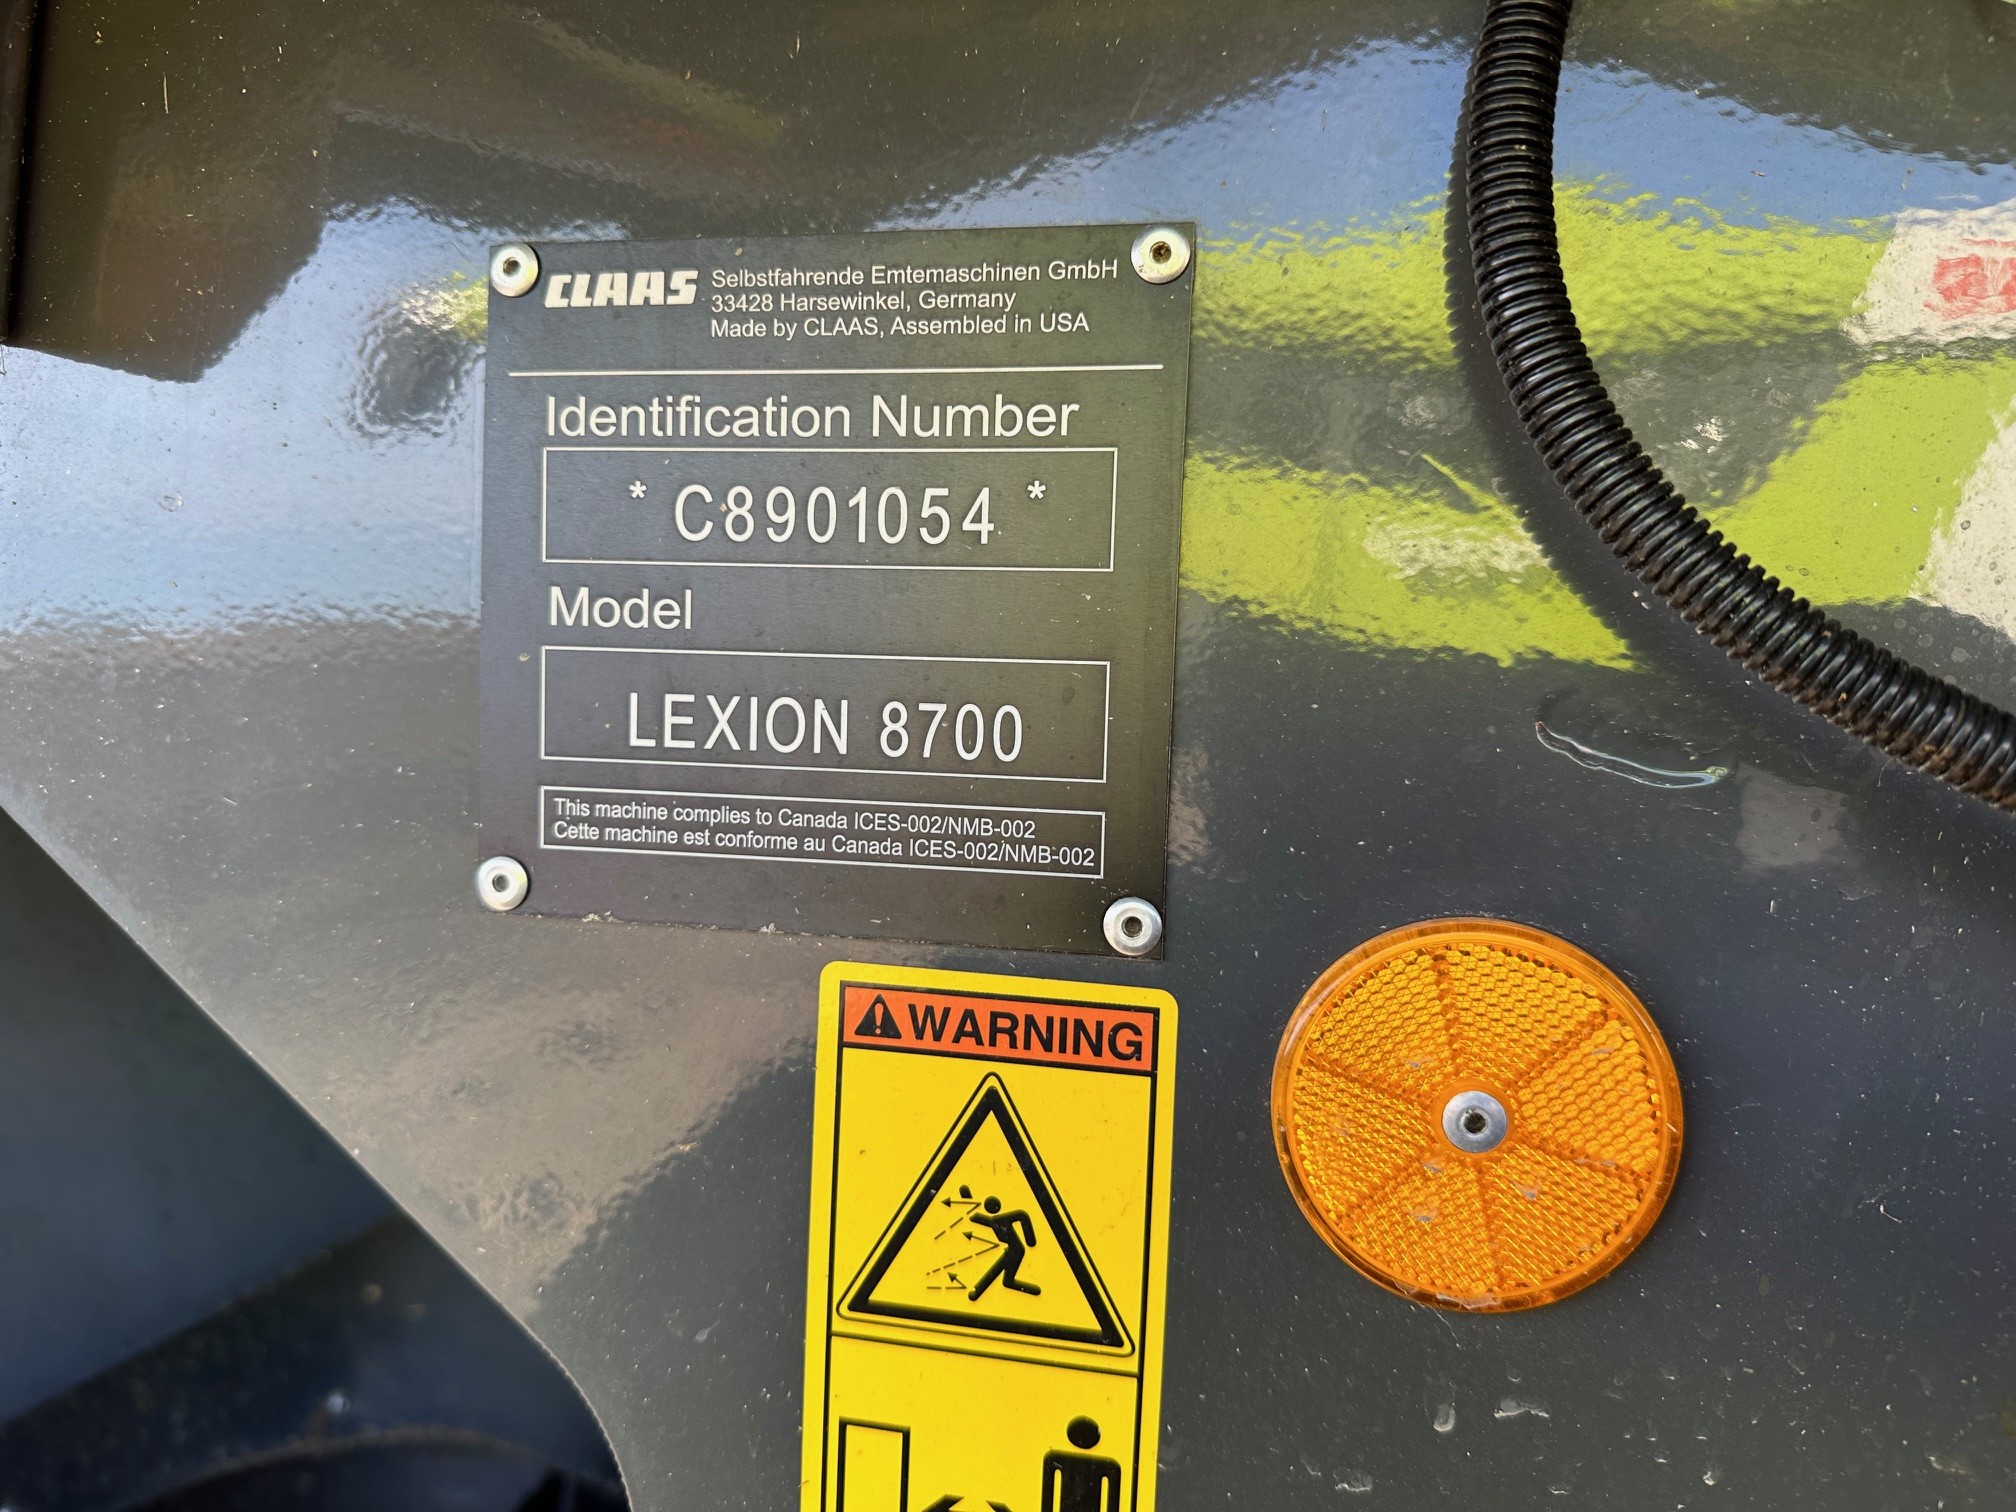 CLAAS Selbstfahrende Erntemaschinen GmbH
33428 Harsewinkel, Germany
Made by CLAAS, Assembled in USA
Identification Number
* C8901054 *
Model
LEXION 8700
This machine complies to Canada ICES-002/NMB-002
Cette machine est conforme au Canada ICES-002/NMB-002
WARNING